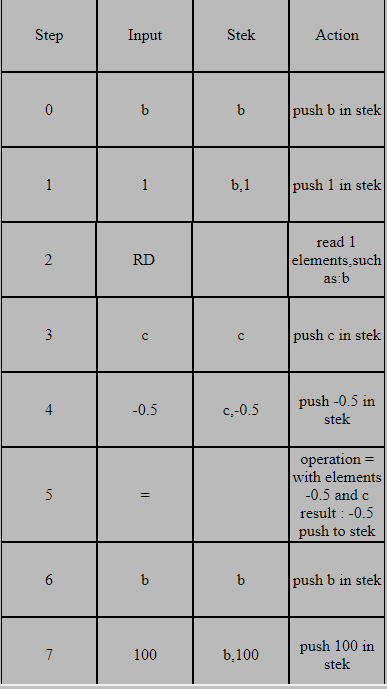 Step Input Stek Action
0 b b push b in stek
1 1 b,1 push 1 in stek
2 RD read 1
elements,such
as:b
3 c c push c in stek
4 -0.5 c,-0.5 push -0.5 in
stek
5 = operation =
with elements
-0.5 and c
result : -0.5
push to stek
6 b b push b in stek
7 100 b,100 push 100 in
stek